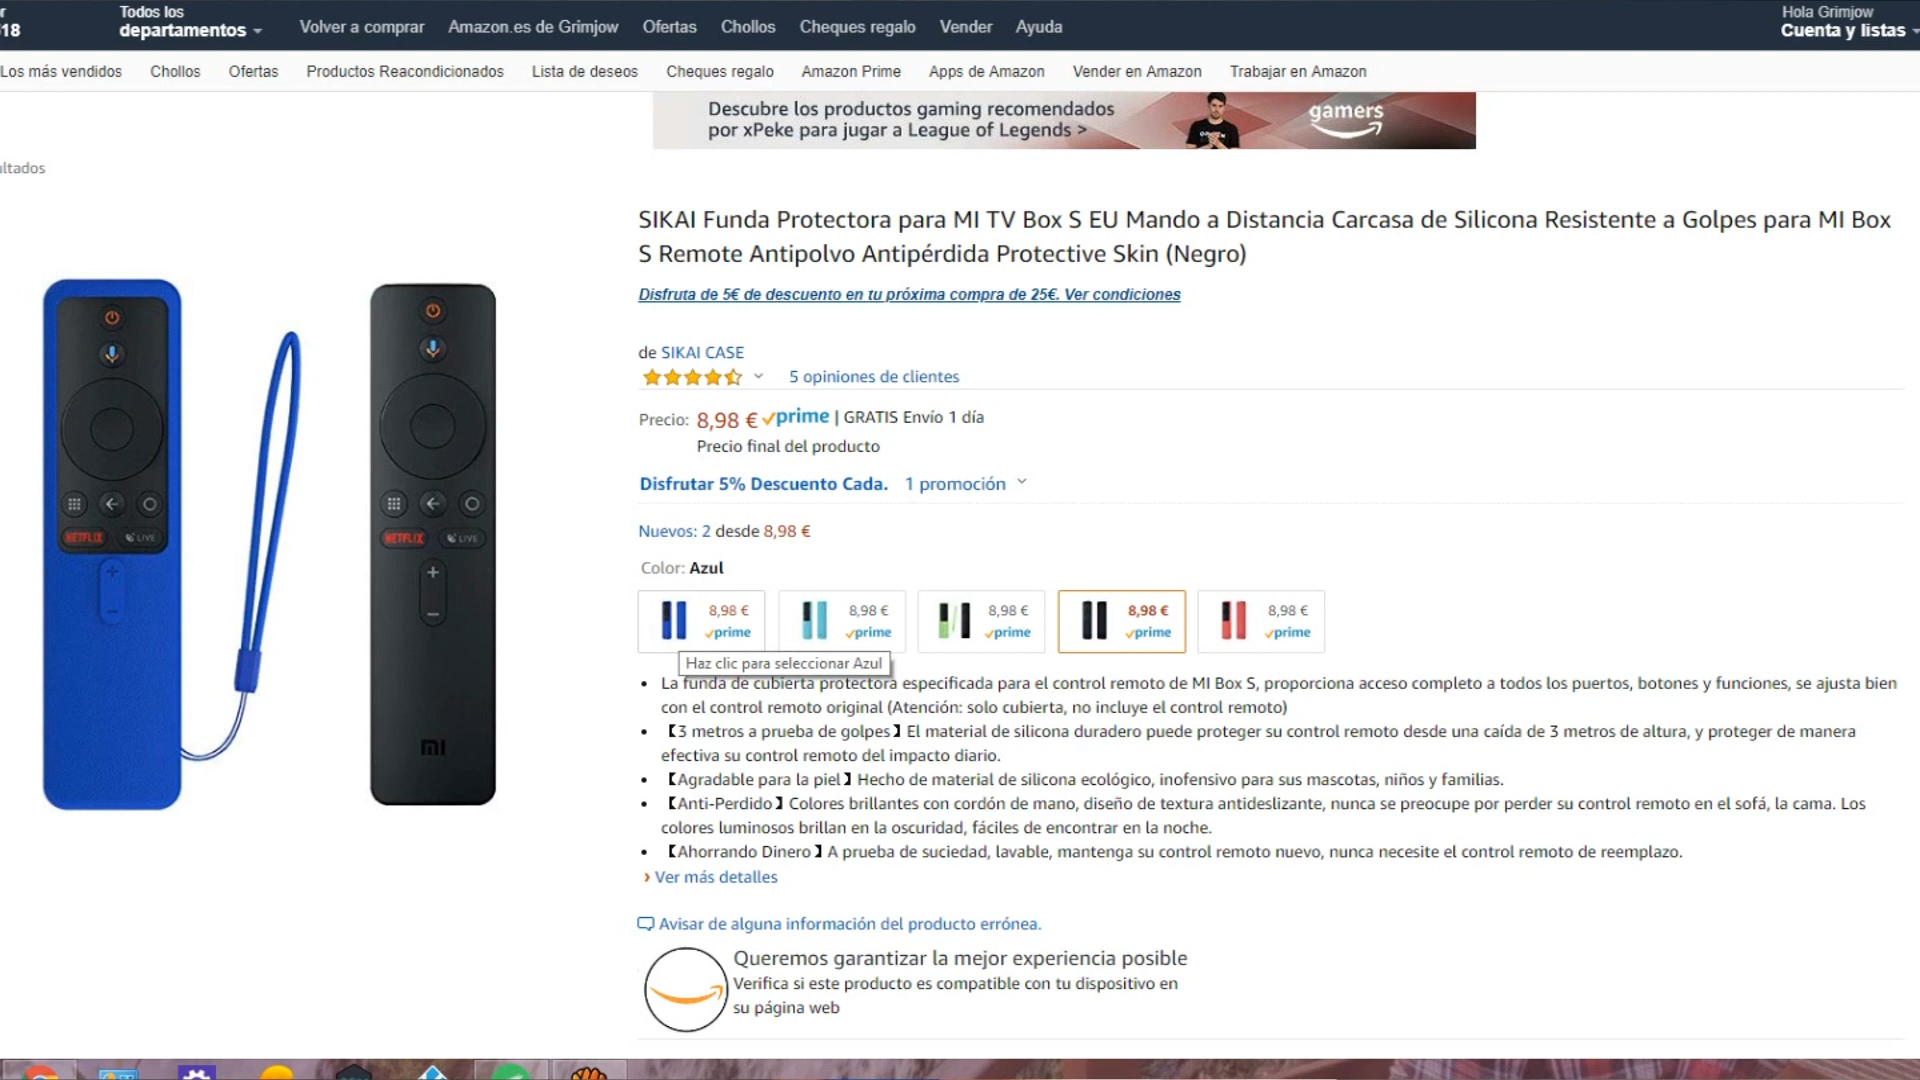 r
18
Todos los
departamentos
Volver a comprar
Amazon.es de Grimjow
Ofertas
Chollos
Cheques regalo
Vender
Ayuda
Hola Grimjow
Cuenta y listas
Los más vendidos
Chollos
Ofertas
Productos Reacondicionados
Lista de deseos
Cheques regalo
Amazon Prime
Apps de Amazon
Vender en Amazon
Trabajar en Amazon
Descubre los productos gaming recomendados
por xPeke para jugar a League of Legends >
gamers
ultados
SIKAI Funda Protectora para MI TV Box S EU Mando a Distancia Carcasa de Silicona Resistente a Golpes para MI Box
S Remote Antipolvo Antipérdida Protective Skin (Negro)
Disfruta de 5€ de descuento en tu próxima compra de 25€. Ver condiciones
de SIKAI CASE
5 opiniones de clientes
Precio: 8,98 € prime | GRATIS Envío 1 día
Precio final del producto
Disfrutar 5% Descuento Cada. 1 promoción
Nuevos: 2 desde 8,98 €
Color: Azul
8,98 €
prime
8,98 €
prime
8,98 €
prime
8,98 €
prime
8,98 €
prime
Haz clic para seleccionar Azul
• La funda de cubierta protectora especificada para el control remoto de MI Box S, proporciona acceso completo a todos los puertos, botones y funciones, se ajusta bien
con el control remoto original (Atención: solo cubierta, no incluye el control remoto)
• 【3 metros a prueba de golpes】El material de silicona duradero puede proteger su control remoto desde una caída de 3 metros de altura, y proteger de manera
efectiva su control remoto del impacto diario.
• 【Agradable para la piel】Hecho de material de silicona ecológico, inofensivo para sus mascotas, niños y familias.
• 【Anti-Perdido】Colores brillantes con cordón de mano, diseño de textura antideslizante, nunca se preocupe por perder su control remoto en el sofá, la cama. Los
colores luminosos brillan en la oscuridad, fáciles de encontrar en la noche.
• 【Ahorrando Dinero】A prueba de suciedad, lavable, mantenga su control remoto nuevo, nunca necesite el control remoto de reemplazo.
› Ver más detalles
Avisar de alguna información del producto errónea.
Queremos garantizar la mejor experiencia posible
Verifica si este producto es compatible con tu dispositivo en
su página web
NETFLIX
LIVE
NETFLIX
LIVE
mi